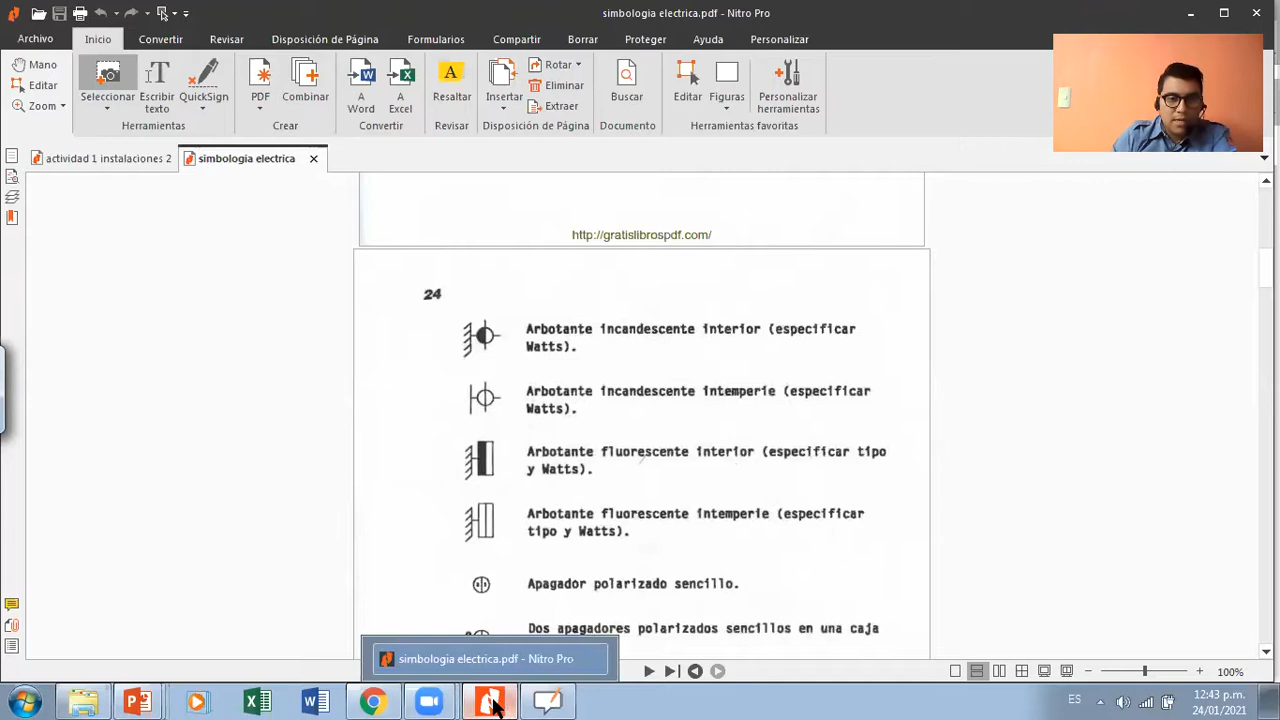 simbologia electrica.pdf - Nitro Pro
Archivo Inicio Convertir Revisar Disposición de Página Formularios Compartir Borrar Proteger Ayuda Personalizar
Mano
Editar
Zoom
Seleccionar
Escribir texto
QuickSign
Herramientas
PDF
Combinar
Crear
A Word
A Excel
Convertir
Resaltar
Revisar
Insertar
Rotar
Eliminar
Extraer
Disposición de Página
Buscar
Documento
Editar
Figuras
Personalizar herramientas
Herramientas favoritas
actividad 1 instalaciones 2
simbologia electrica
http://gratislibrospdf.com/
24
Arbotante incandescente interior (especificar
Watts).
Arbotante incandescente intemperie (especificar
Watts).
Arbotante fluorescente interior (especificar tipo
y Watts).
Arbotante fluorescente intemperie (especificar
tipo y Watts).
Apagador polarizado sencillo.
Dos apagadores polarizados sencillos en una caja
simbologia electrica.pdf - Nitro Pro
100%
ES
12:43 p.m.
24/01/2021